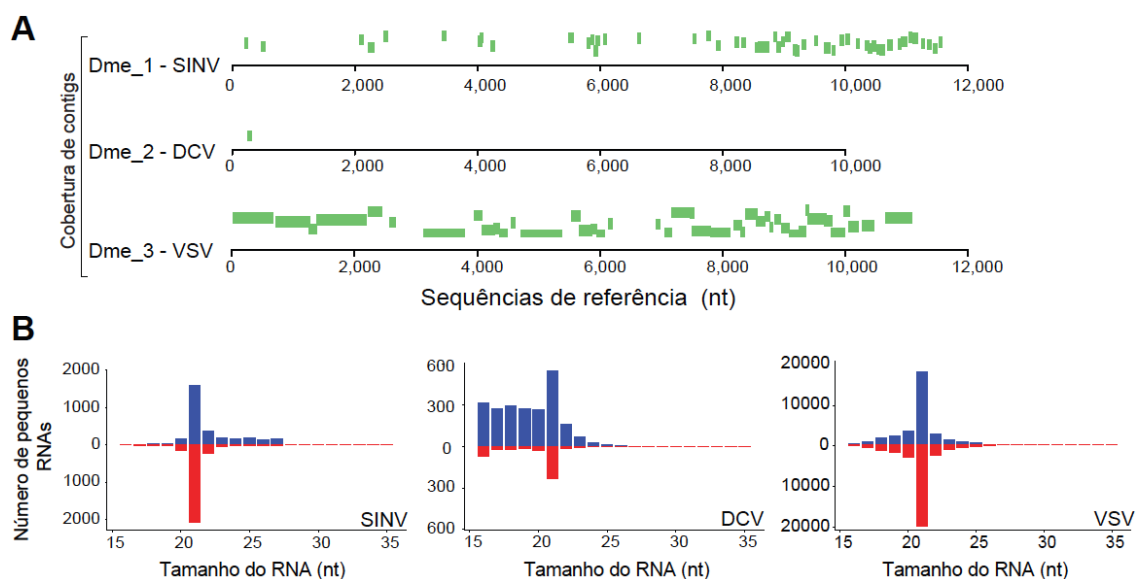 A
Cobertura de contigs
Dme_1 - SINV
0 2,000 4,000 6,000 8,000 10,000 12,000
Dme_2 - DCV
0 2,000 4,000 6,000 8,000 10,000
Dme_3 - VSV
0 2,000 4,000 6,000 8,000 10,000 12,000
Sequências de referência (nt)
B
Número de pequenos
RNAs
2000
1000
0
1000
2000
SINV
15 20 25 30 35
Tamanho do RNA (nt)
600
300
0
300
600
DCV
15 20 25 30 35
Tamanho do RNA (nt)
20000
10000
0
10000
20000
VSV
15 20 25 30 35
Tamanho do RNA (nt)